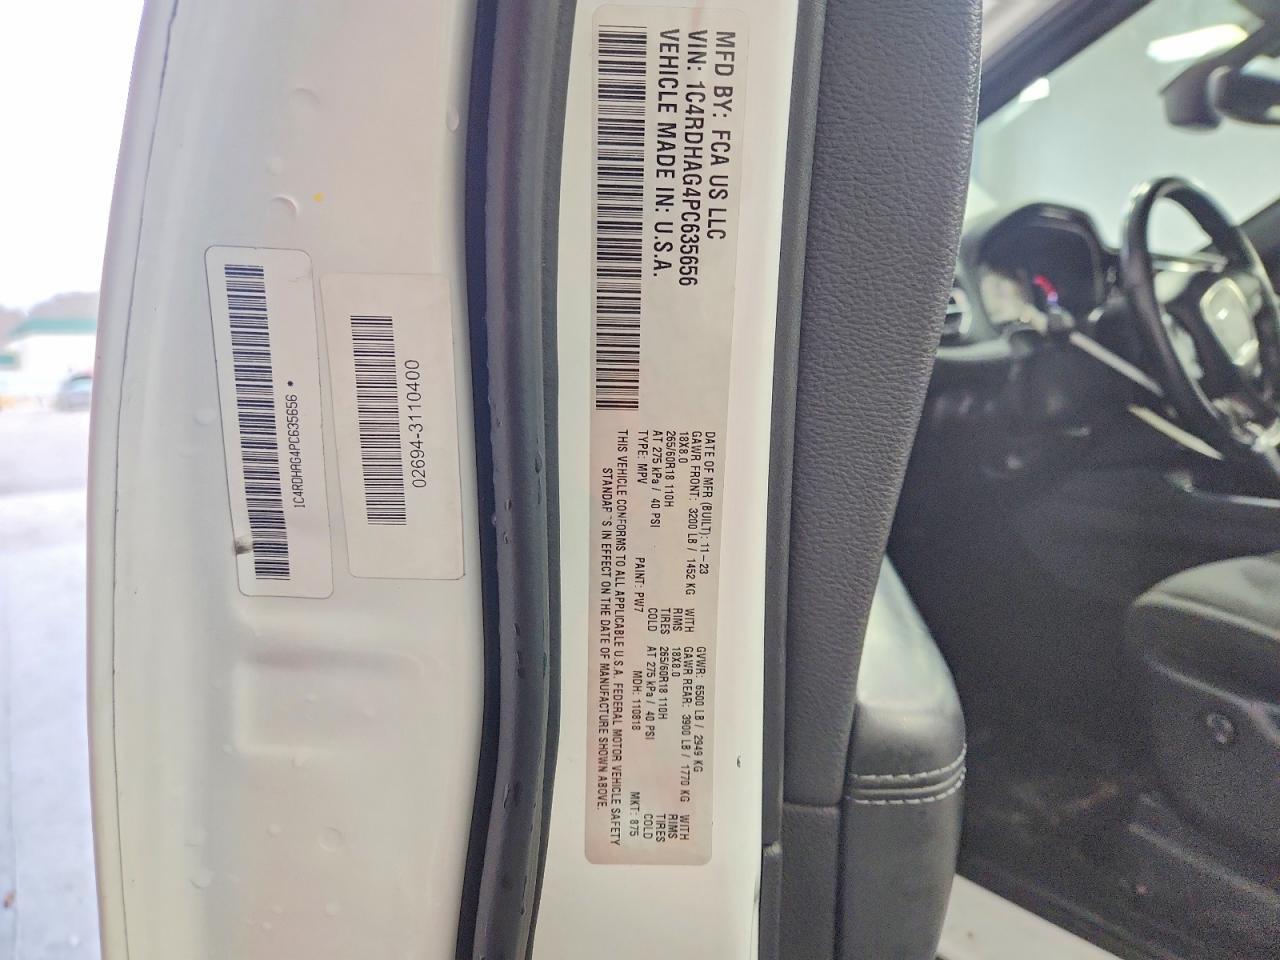 MFD BY: FCA US LLC
VIN: 1C4RDHAG4PC635656
VEHICLE MADE IN: U.S.A.
DATE OF MFR (BUILT): 11-23 GVWR: 6500 LB / 2949 KG
GAWR FRONT: 3200 LB / 1452 KG WITH GAWR REAR: 3900 LB / 1770 KG WITH
18X8.0 RIMS 18X8.0 RIMS
265/60R18 110H TIRES 265/60R18 110H TIRES
AT 275 kPa / 40 PSI COLD AT 275 kPa / 40 PSI COLD
TYPE: MPV PAINT: PW7 MDH: 110818 MKT: 875
THIS VEHICLE CONFORMS TO ALL APPLICABLE U.S.A. FEDERAL MOTOR VEHICLE SAFETY
STANDAR S IN EFFECT ON THE DATE OF MANUFACTURE SHOWN ABOVE.
02694-3110400
1C4RDHAG4PC635656 *